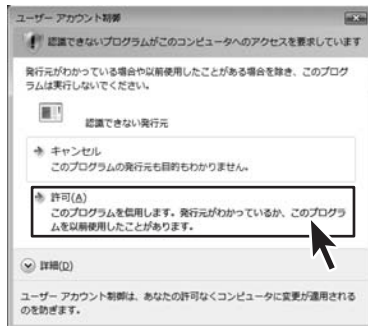 ユーザー アカウント制御
認識できないプログラムがこのコンピュータへのアクセスを要求しています
発行元がわかっている場合や以前使用したことがある場合を除き、このプログ
ラムは実行しないでください。
認識できない発行元
キャンセル
このプログラムの発行元も目的もわかりません。
許可(A)
このプログラムを信用します。発行元がわかっているか、このプログラ
ムを以前使用したことがあります。
詳細(D)
ユーザー アカウント制御は、あなたの許可なくコンピュータに変更が適用される
のを防ぎます。